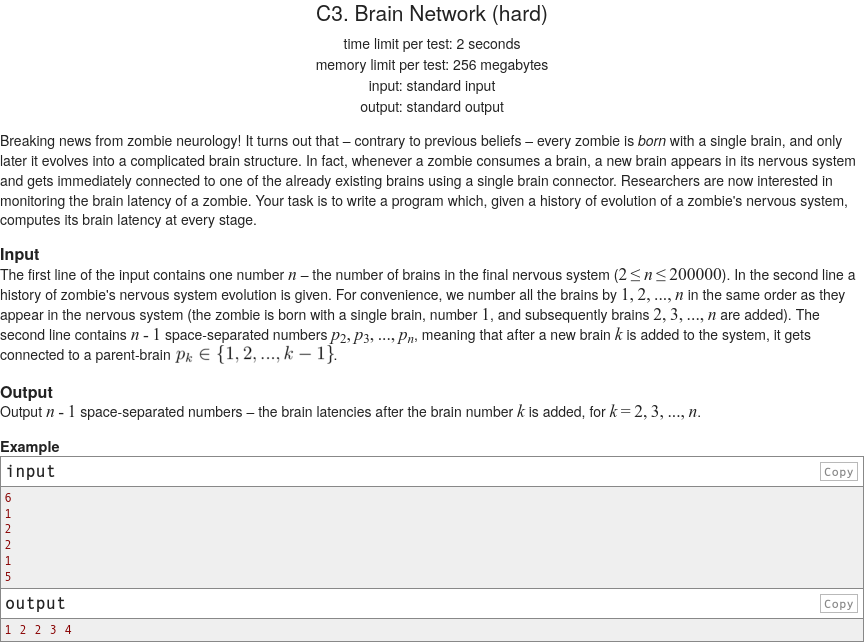 C3. Brain Network (hard)
time limit per test: 2 seconds
memory limit per test: 256 megabytes
input: standard input
output: standard output
Breaking news from zombie neurology! It turns out that – contrary to previous beliefs – every zombie is born with a single brain, and only
later it evolves into a complicated brain structure. In fact, whenever a zombie consumes a brain, a new brain appears in its nervous system
and gets immediately connected to one of the already existing brains using a single brain connector. Researchers are now interested in
monitoring the brain latency of a zombie. Your task is to write a program which, given a history of evolution of a zombie's nervous system,
computes its brain latency at every stage.
Input
The first line of the input contains one number n – the number of brains in the final nervous system (2 ≤ n ≤ 200000). In the second line a
history of zombie's nervous system evolution is given. For convenience, we number all the brains by 1, 2, ..., n in the same order as they
appear in the nervous system (the zombie is born with a single brain, number 1, and subsequently brains 2, 3, ..., n are added). The
second line contains n - 1 space-separated numbers p₂, p₃, ..., pₙ, meaning that after a new brain k is added to the system, it gets
connected to a parent-brain pₖ ∈ {1, 2, ..., k − 1}.
Output
Output n - 1 space-separated numbers – the brain latencies after the brain number k is added, for k = 2, 3, ..., n.
Example
input Copy
6
1
2
2
1
5
output Copy
1 2 2 3 4